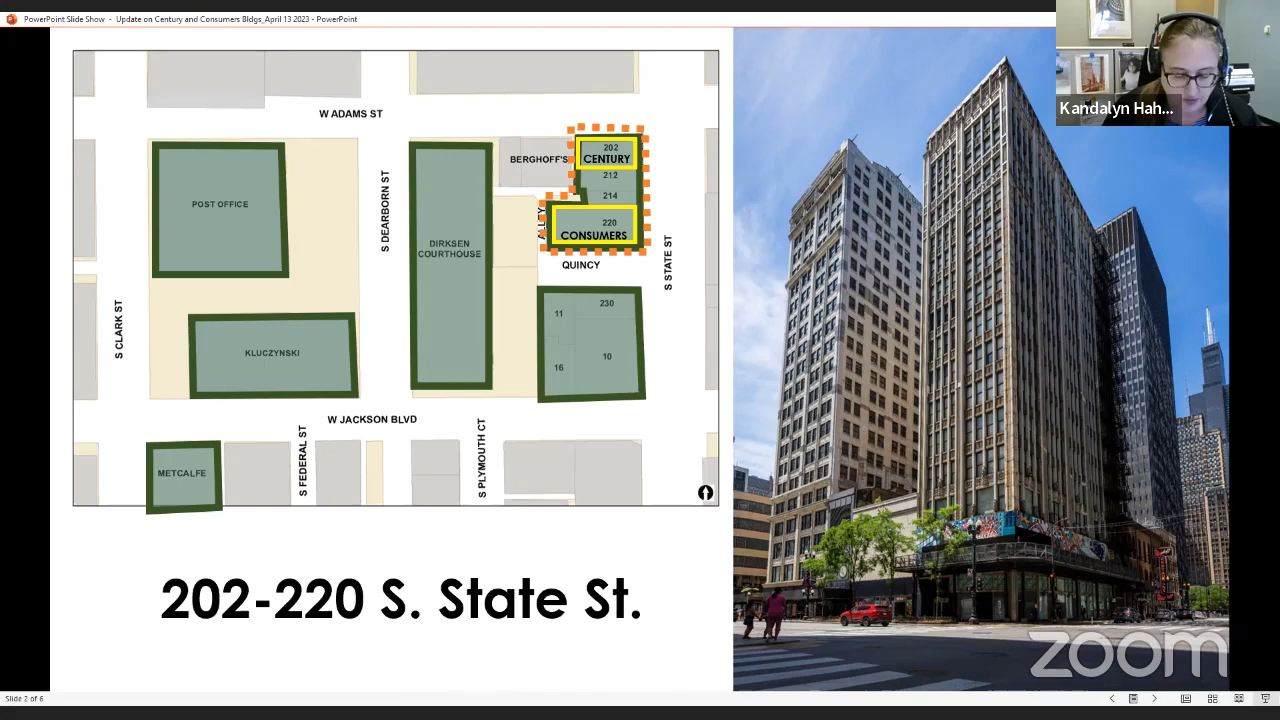 PowerPoint Slide Show - Update on Century and Consumers Bldgs_April 13 2023 - PowerPoint
Kandalyn Hah...
W ADAMS ST
S CLARK ST
POST OFFICE
KLUCZYNSKI
S DEARBORN ST
DIRKSEN
COURTHOUSE
BERGHOFF'S
202
CENTURY
212
214
ALLEY
220
CONSUMERS
QUINCY
S STATE ST
11
230
16
10
W JACKSON BLVD
METCALFE
S FEDERAL ST
S PLYMOUTH CT
202-220 S. State St.
zoom
Slide 2 of 6